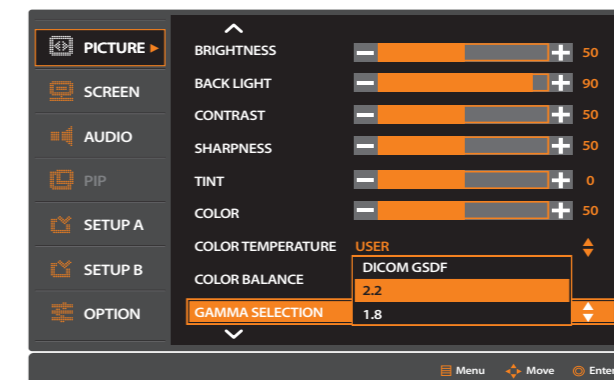 PICTURE
SCREEN
AUDIO
PIP
SETUP A
SETUP B
OPTION
BRIGHTNESS 50
BACK LIGHT 90
CONTRAST 50
SHARPNESS 50
TINT 0
COLOR 50
COLOR TEMPERATURE USER
COLOR BALANCE
GAMMA SELECTION
DICOM GSDF
2.2
1.8
Menu Move Enter